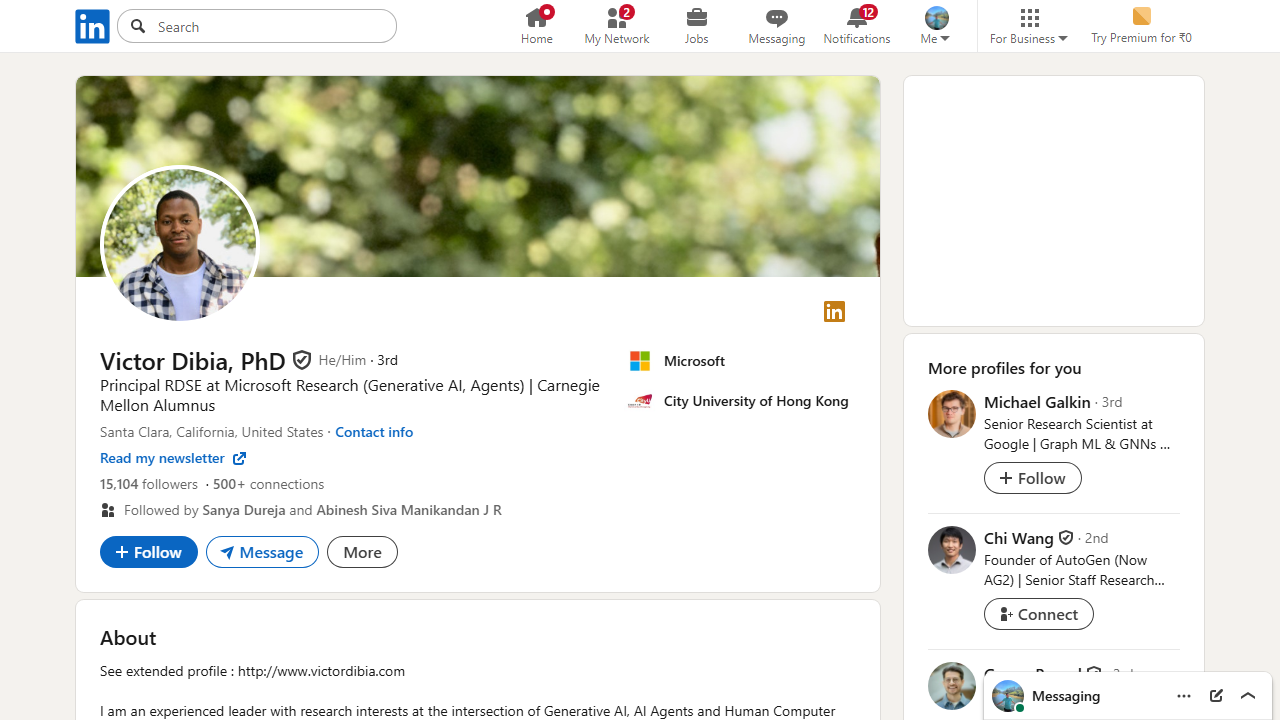 in
Search
Home
2
My Network
Jobs
Messaging
12
Notifications
Me
For Business
Try Premium for ₹0
in
Victor Dibia, PhD He/Him · 3rd
Principal RDSE at Microsoft Research (Generative AI, Agents) | Carnegie
Mellon Alumnus
Santa Clara, California, United States · Contact info
Read my newsletter
15,104 followers · 500+ connections
Followed by Sanya Dureja and Abinesh Siva Manikandan J R
Follow
Message
More
Microsoft
City University of Hong Kong
About
See extended profile : http://www.victordibia.com
I am an experienced leader with research interests at the intersection of Generative AI, AI Agents and Human Computer
More profiles for you
Michael Galkin · 3rd
Senior Research Scientist at
Google | Graph ML & GNNs ...
Follow
Chi Wang · 2nd
Founder of AutoGen (Now
AG2) | Senior Staff Research...
Connect
Messaging